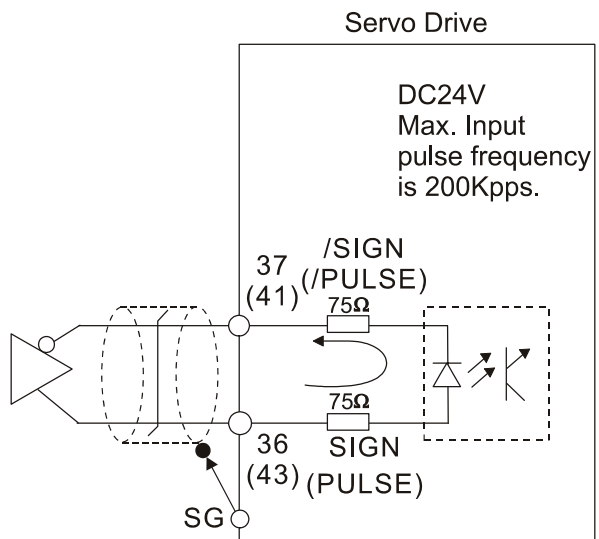 Servo Drive
DC24V
Max. Input
pulse frequency
is 200Kpps.
/SIGN
37 (/PULSE)
(41) 75Ω
75Ω
36 SIGN
(43) (PULSE)
SG